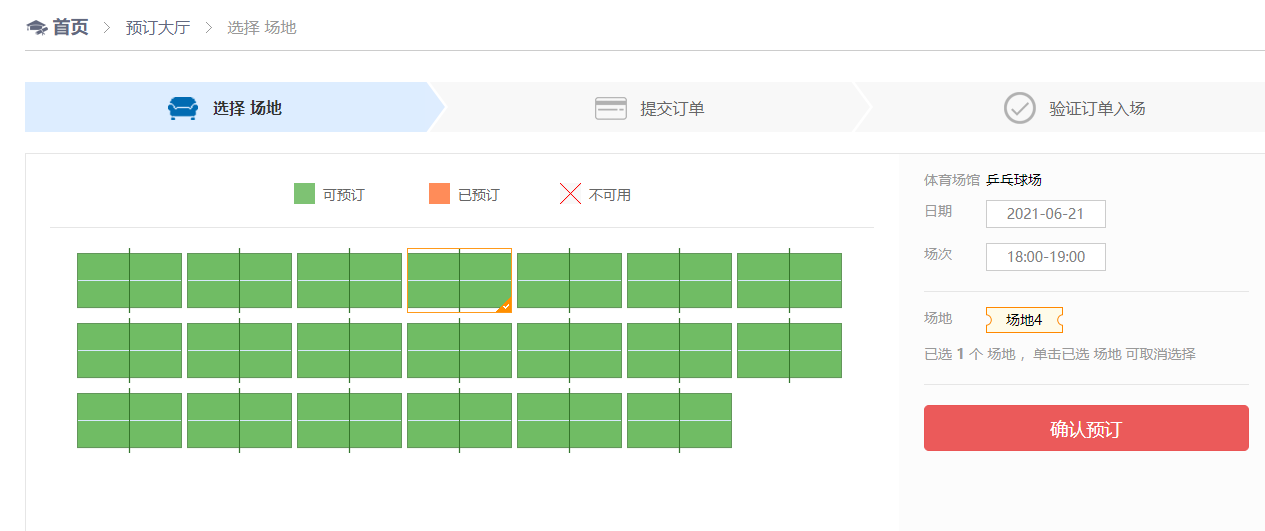 首页 预订大厅 选择 场地
选择 场地 提交订单 验证订单入场
可预订 已预订 不可用
体育场馆 乒乓球场
日期 2021-06-21
场次 18:00-19:00
场地 场地4
已选 1 个 场地 ，单击已选 场地 可取消选择
确认预订